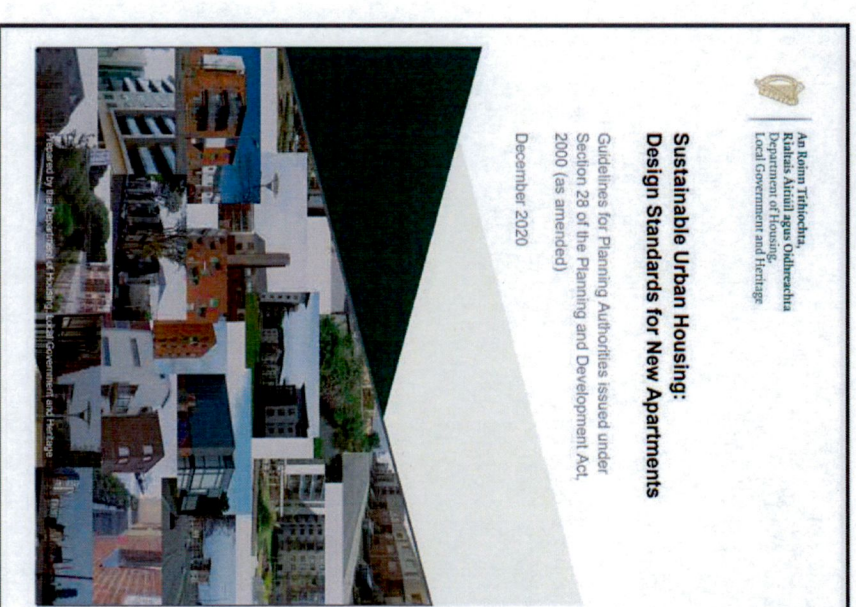 An Roinn Tithíochta,
Rialtais Áitiúil agus Oidhreachta
Department of Housing,
Local Government and Heritage
Sustainable Urban Housing:
Design Standards for New Apartments
Guidelines for Planning Authorities issued under
Section 28 of the Planning and Development Act,
2000 (as amended)
December 2020
Prepared by the Department of Housing, Local Government and Heritage